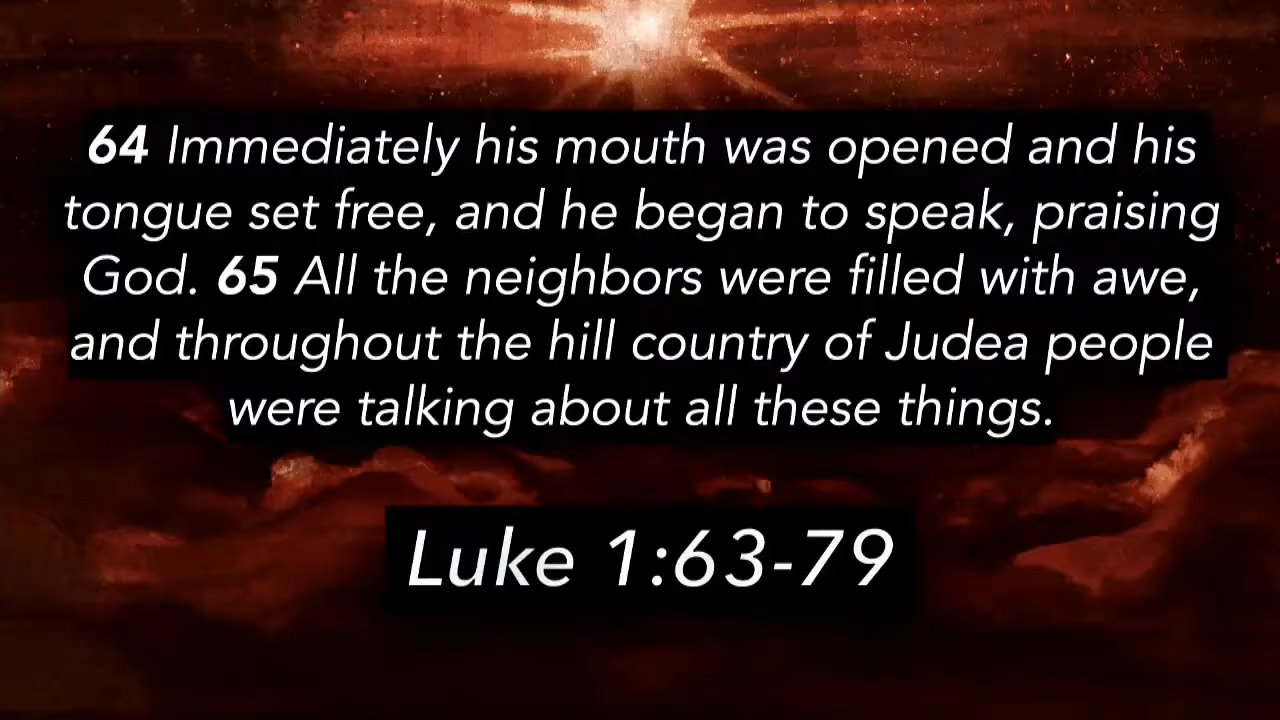 64 Immediately his mouth was opened and his
tongue set free, and he began to speak, praising
God. 65 All the neighbors were filled with awe,
and throughout the hill country of Judea people
were talking about all these things.
Luke 1:63-79